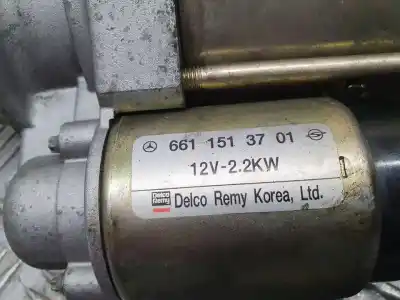 661 151 37 01
12V-2.2KW
Delco Remy Delco Remy Korea, Ltd.